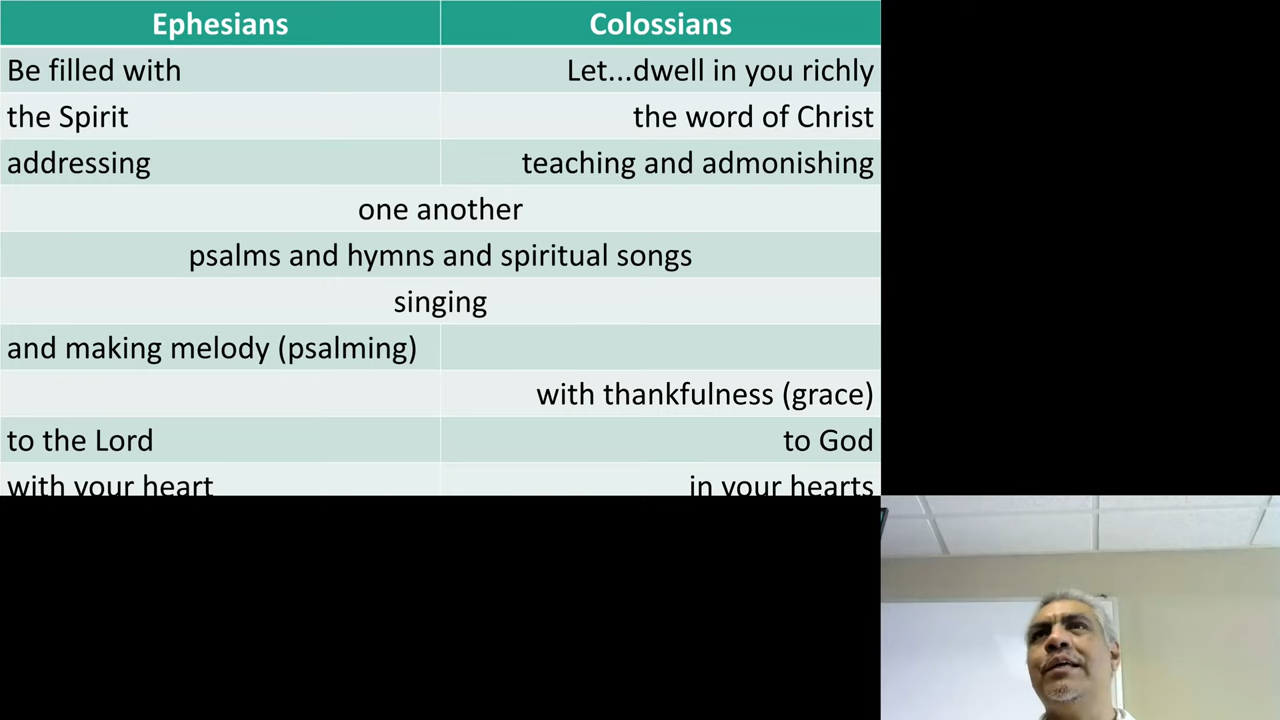 Ephesians Colossians
Be filled with Let...dwell in you richly
the Spirit the word of Christ
addressing teaching and admonishing
one another
psalms and hymns and spiritual songs
singing
and making melody (psalming)
with thankfulness (grace)
to the Lord to God
with your heart in your hearts